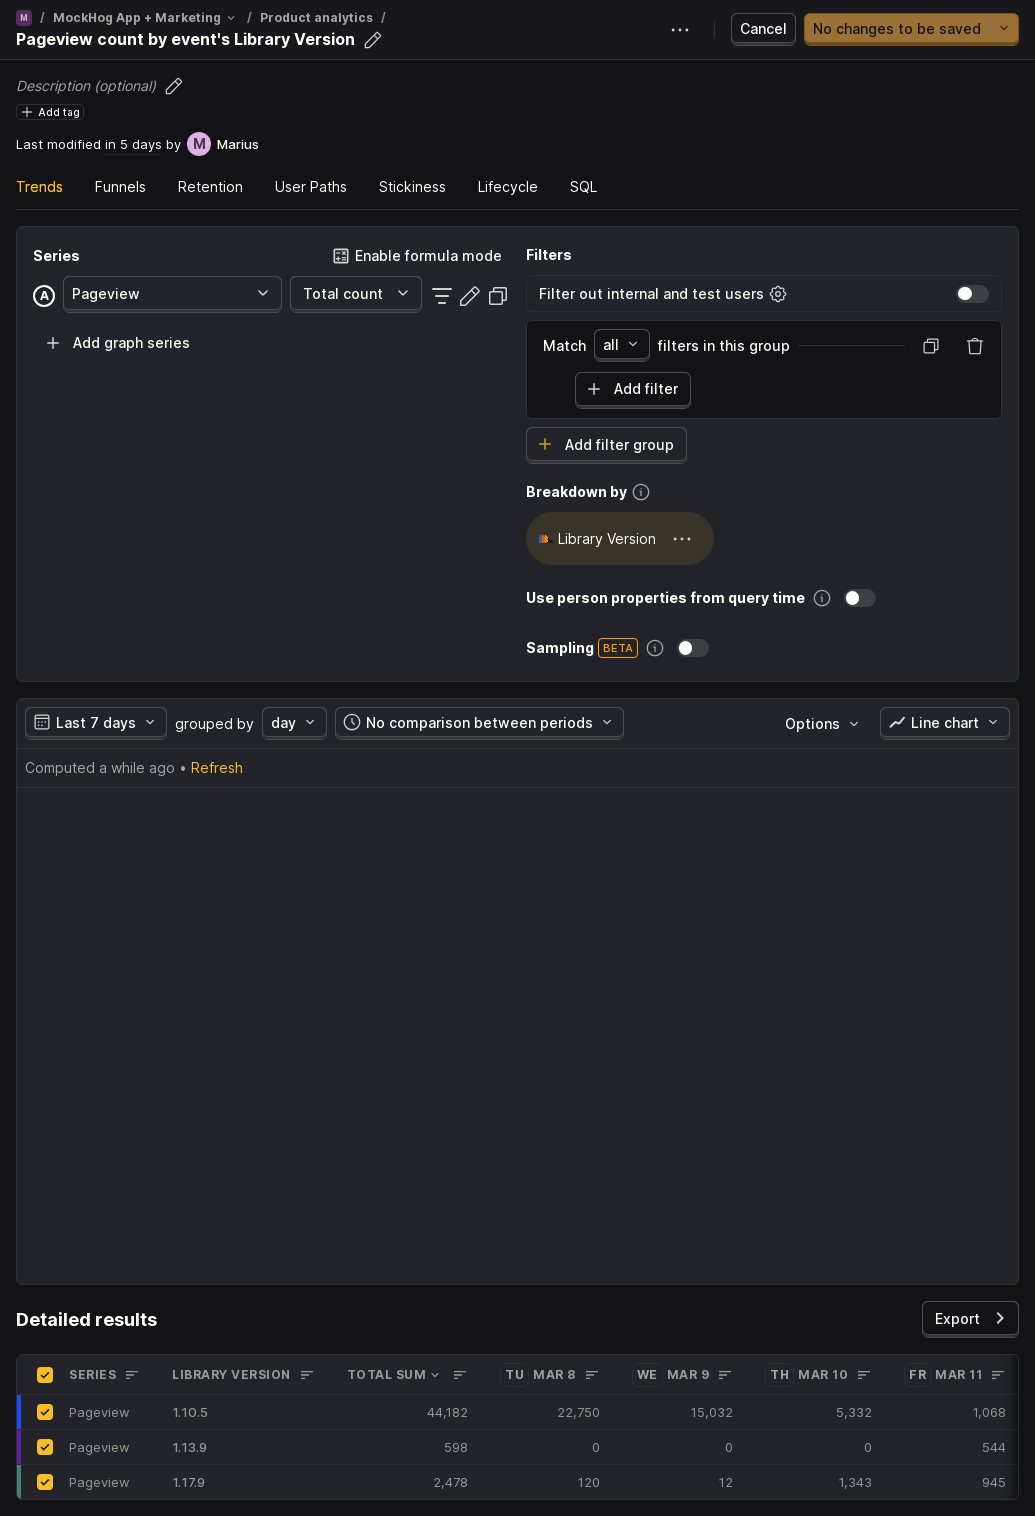 M / MockHog App + Marketing / Product analytics /
Pageview count by event's Library Version
Cancel
No changes to be saved
Description (optional)
Add tag
Last modified in 5 days by M Marius
Trends Funnels Retention User Paths Stickiness Lifecycle SQL
Series Enable formula mode
A Pageview Total count
Add graph series
Filters
Filter out internal and test users
Match all filters in this group
Add filter
Add filter group
Breakdown by
Library Version
Use person properties from query time
Sampling BETA
Last 7 days grouped by day No comparison between periods Options Line chart
Computed a while ago • Refresh
Detailed results Export
SERIES LIBRARY VERSION TOTAL SUM TU MAR 8 WE MAR 9 TH MAR 10 FR MAR 11
Pageview 1.10.5 44,182 22,750 15,032 5,332 1,068
Pageview 1.13.9 598 0 0 0 544
Pageview 1.17.9 2,478 120 12 1,343 945